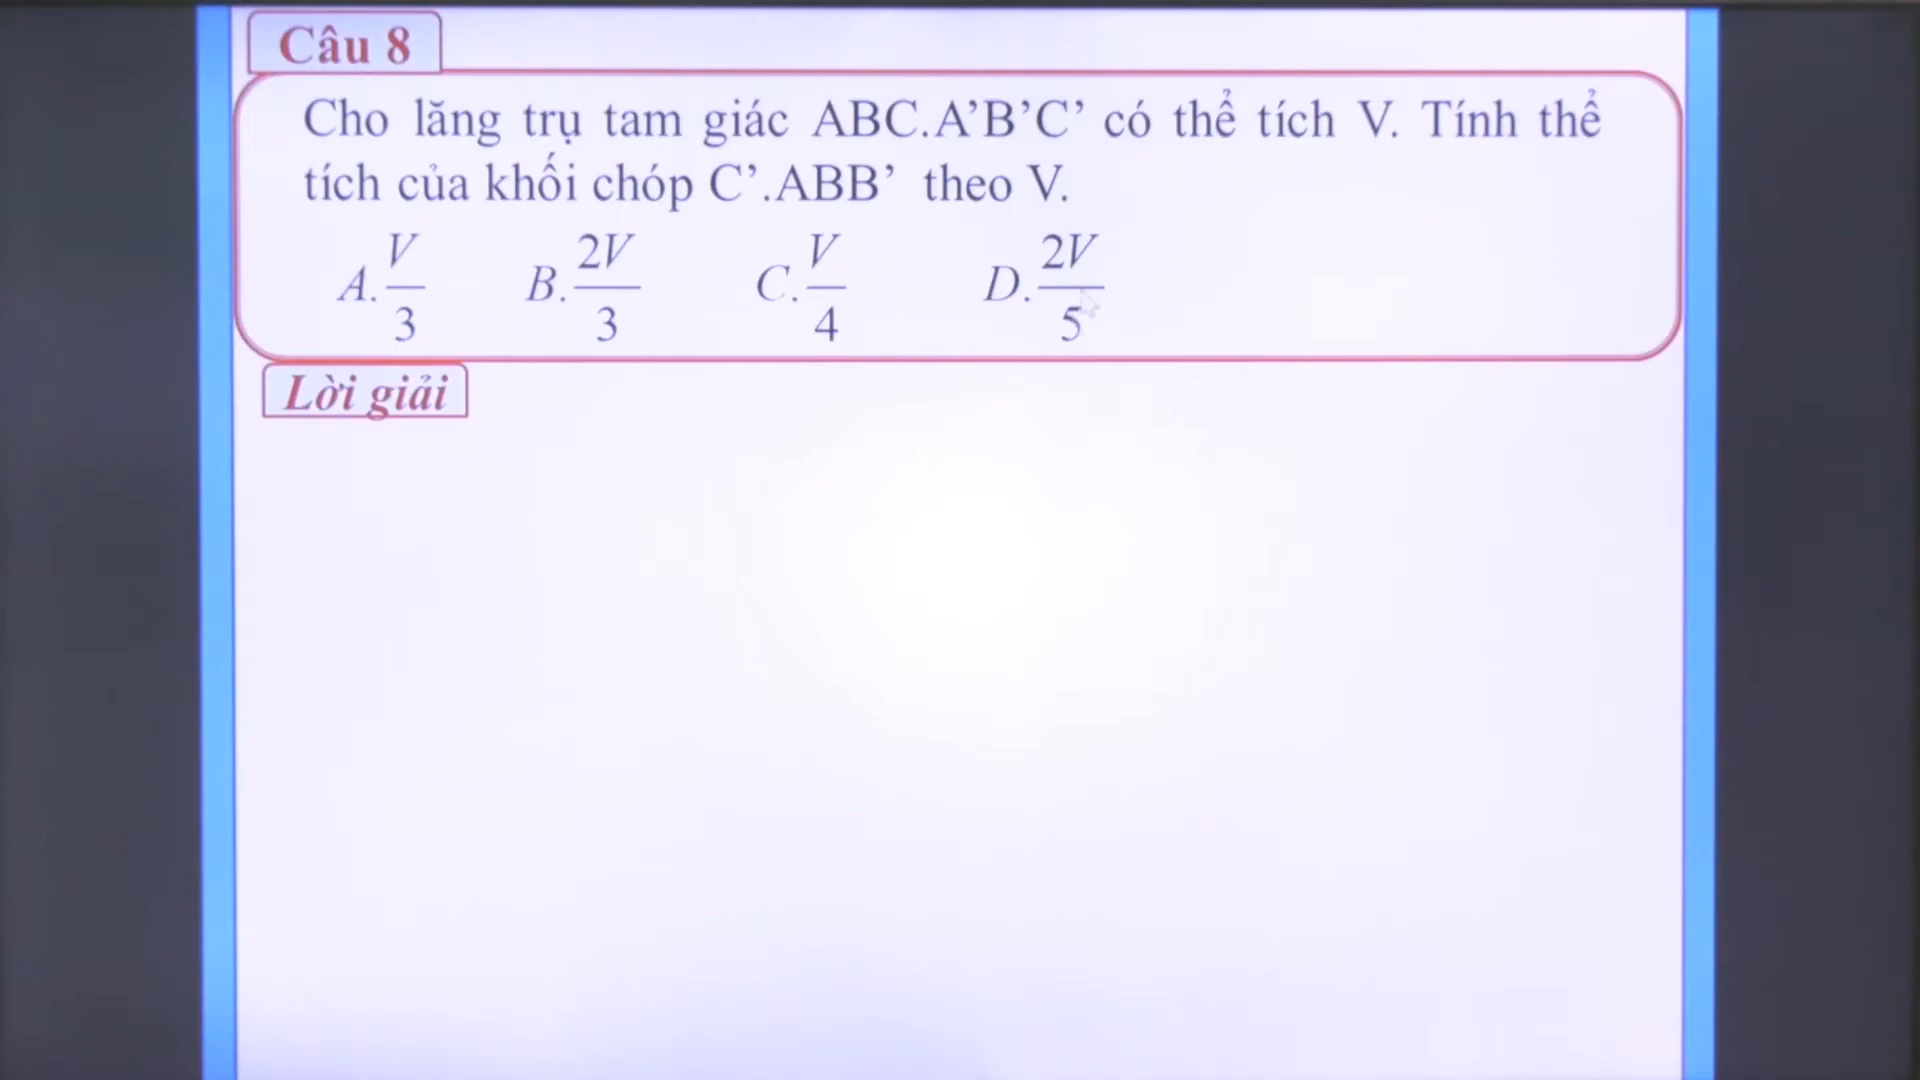 Câu 8
Cho lăng trụ tam giác ABC.A’B’C’ có thể tích V. Tính thể
tích của khối chóp C’.ABB’ theo V.
A. V/3 B. 2V/3 C. V/4 D. 2V/5
Lời giải